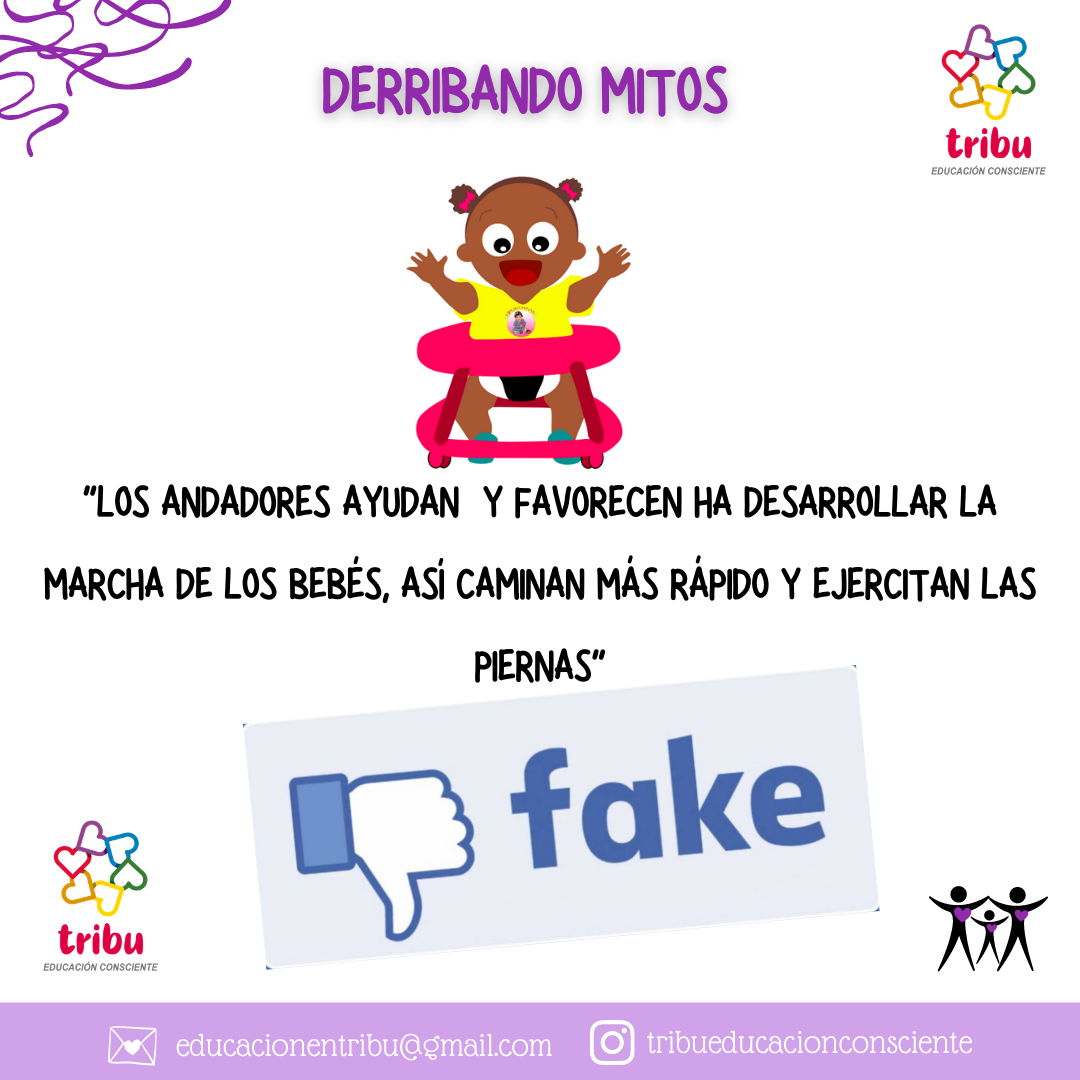 DERRIBANDO MITOS
tribu
EDUCACIÓN CONSCIENTE
"LOS ANDADORES AYUDAN Y FAVORECEN HA DESARROLLAR LA
MARCHA DE LOS BEBÉS, ASÍ CAMINAN MÁS RÁPIDO Y EJERCITAN LAS
PIERNAS"
fake
tribu
EDUCACIÓN CONSCIENTE
educacionentribu@gmail.com
tribueducacionconsciente